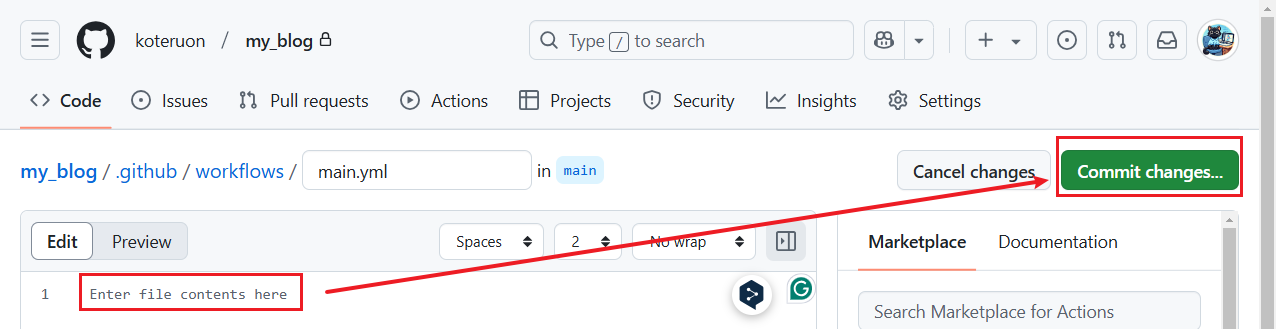 koteruon / my_blog
Type / to search
Code Issues Pull requests Actions Projects Security Insights Settings
my_blog / .github / workflows / main.yml in main
Cancel changes Commit changes...
Edit Preview Spaces 2 No wrap
Marketplace Documentation
1 Enter file contents here
Search Marketplace for Actions